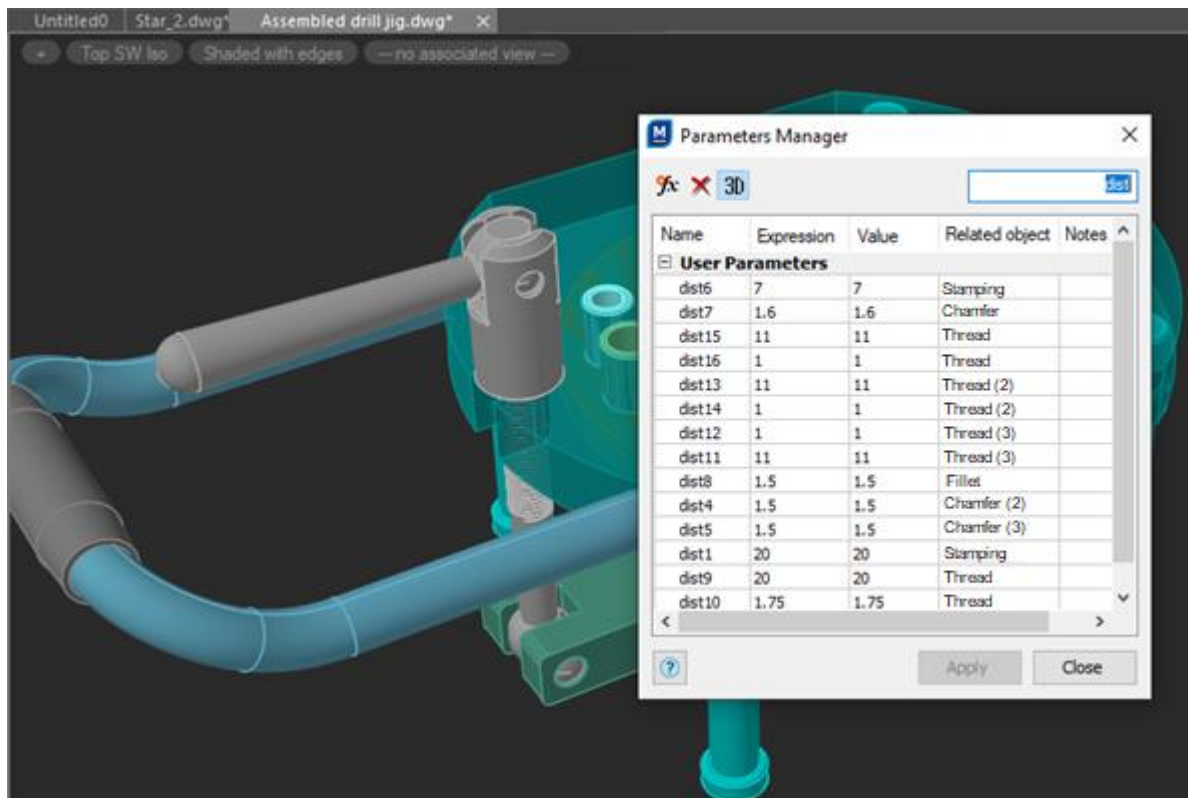 Untitled0 Star_2.dwg* Assembled drill jig.dwg* ×
+ Top SW Iso Shaded with edges -- no associated view --
M Parameters Manager ×
fx 3D dist
Name Expression Value Related object Notes
User Parameters
dist6 7 7 Stamping
dist7 1.6 1.6 Chamfer
dist15 11 11 Thread
dist16 1 1 Thread
dist13 11 11 Thread (2)
dist14 1 1 Thread (2)
dist12 1 1 Thread (3)
dist11 11 11 Thread (3)
dist8 1.5 1.5 Fillet
dist4 1.5 1.5 Chamfer (2)
dist5 1.5 1.5 Chamfer (3)
dist1 20 20 Stamping
dist9 20 20 Thread
dist10 1.75 1.75 Thread
? Apply Close